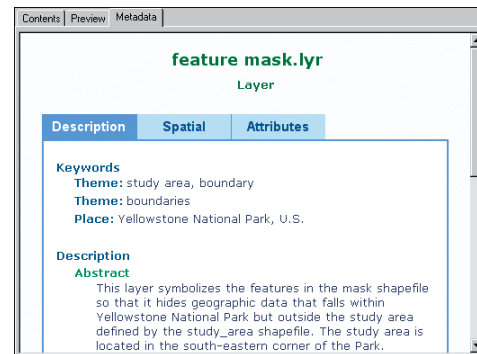 Contents Preview Metadata
feature mask.lyr
Layer
Description Spatial Attributes
Keywords
Theme: study area, boundary
Theme: boundaries
Place: Yellowstone National Park, U.S.
Description
Abstract
This layer symbolizes the features in the mask shapefile
so that it hides geographic data that falls within
Yellowstone National Park but outside the study area
defined by the study_area shapefile. The study area is
located in the south-eastern corner of the Park.